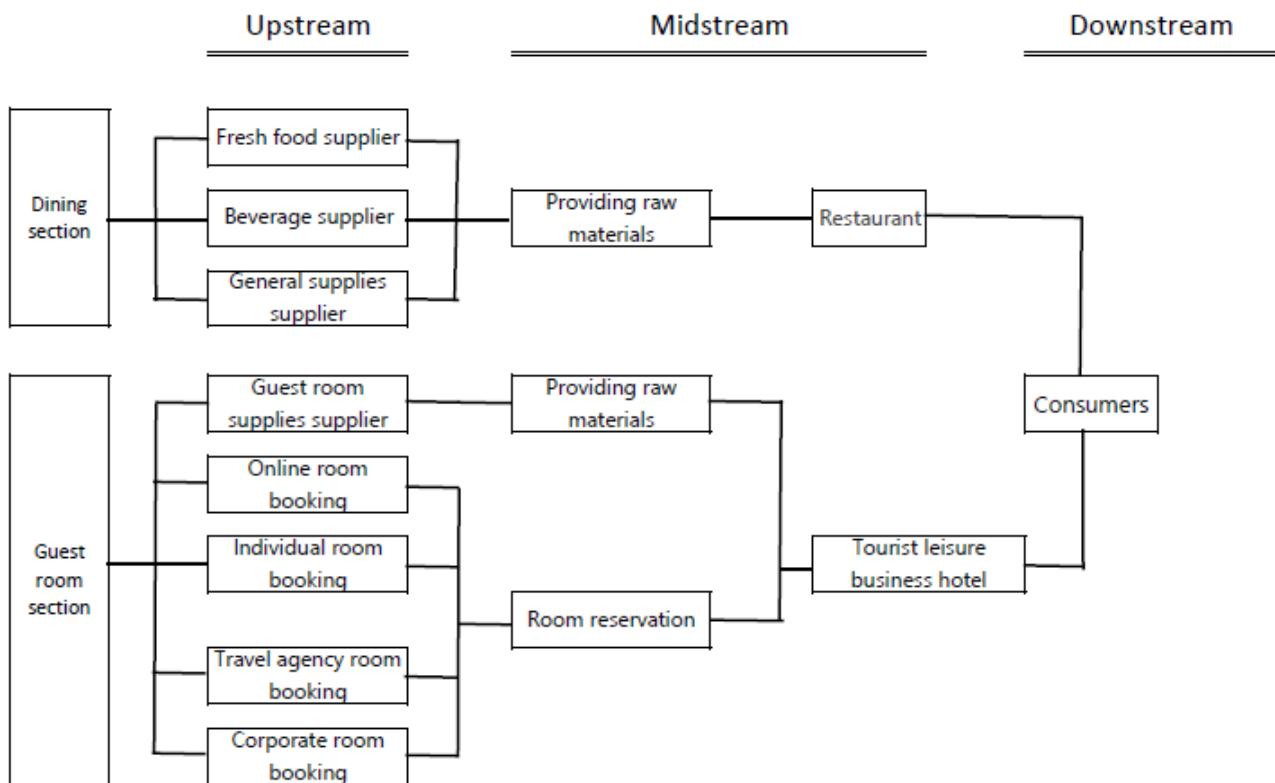 Upstream
Midstream
Downstream
Dining
section
Fresh food supplier
Beverage supplier
General supplies
supplier
Providing raw
materials
Restaurant
Consumers
Guest
room
section
Guest room
supplies supplier
Online room
booking
Individual room
booking
Travel agency room
booking
Corporate room
booking
Providing raw
materials
Room reservation
Tourist leisure
business hotel